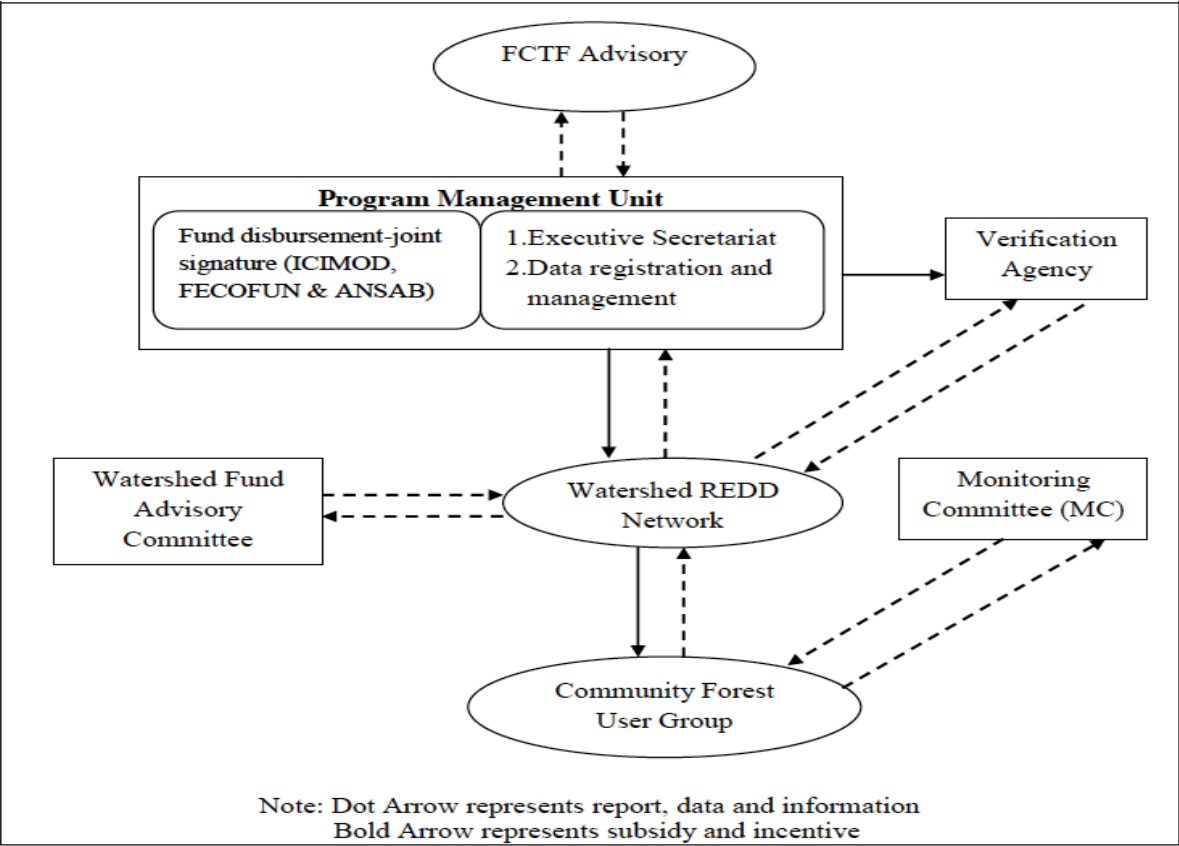 FCTF Advisory
Program Management Unit
Fund disbursement-joint
signature (ICIMOD,
FECOFUN & ANSAB)
1.Executive Secretariat
2.Data registration and
management
Verification
Agency
Watershed Fund
Advisory
Committee
Watershed REDD
Network
Monitoring
Committee (MC)
Community Forest
User Group
Note: Dot Arrow represents report, data and information
Bold Arrow represents subsidy and incentive